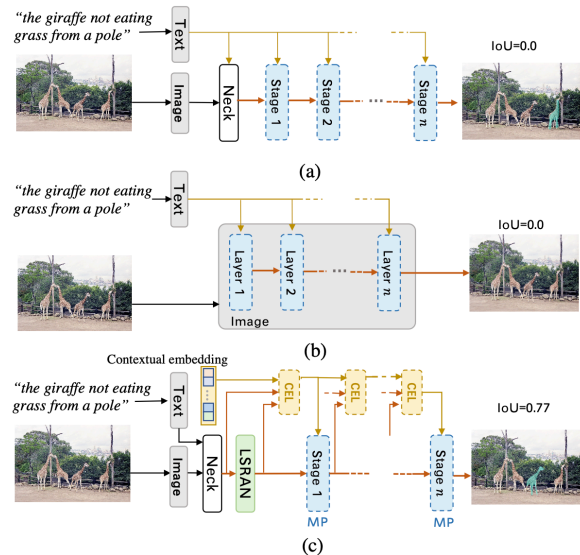 "the giraffe not eating
grass from a pole"
Text
Image
Neck
Stage 1
Stage 2
...
Stage n
IoU=0.0
(a)
"the giraffe not eating
grass from a pole"
Text
Layer 1
Layer 2
...
Layer n
Image
IoU=0.0
(b)
Contextual embedding
"the giraffe not eating
grass from a pole"
Text
Image
Neck
LSRAN
CEL
CEL
CEL
Stage 1
MP
Stage n
MP
IoU=0.77
(c)